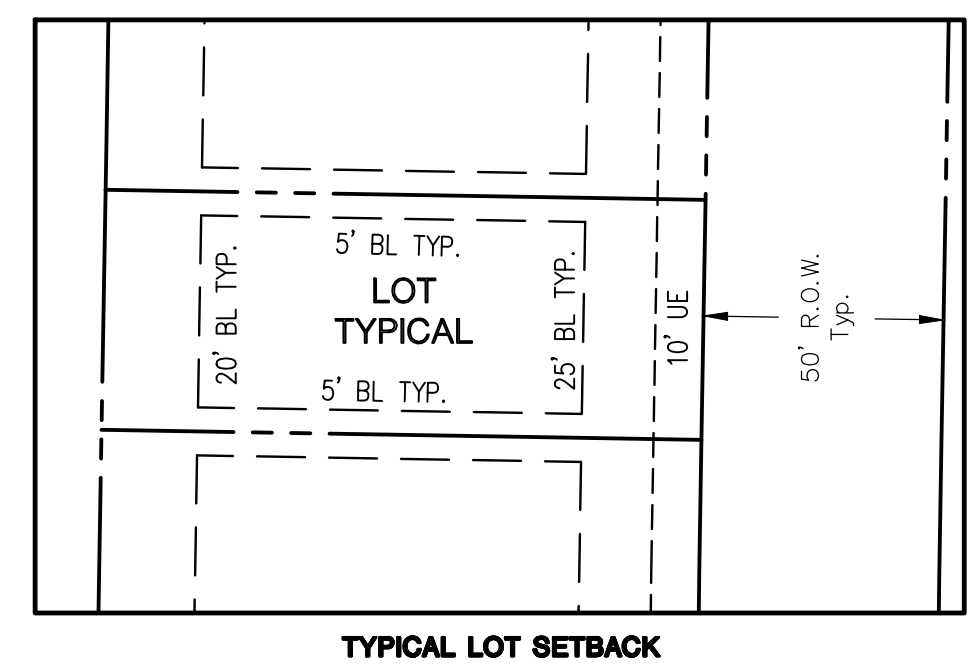 5' BL TYP.
20' BL TYP.
LOT
TYPICAL
25' BL TYP.
10' UE
50' R.O.W.
Typ.
5' BL TYP.
TYPICAL LOT SETBACK